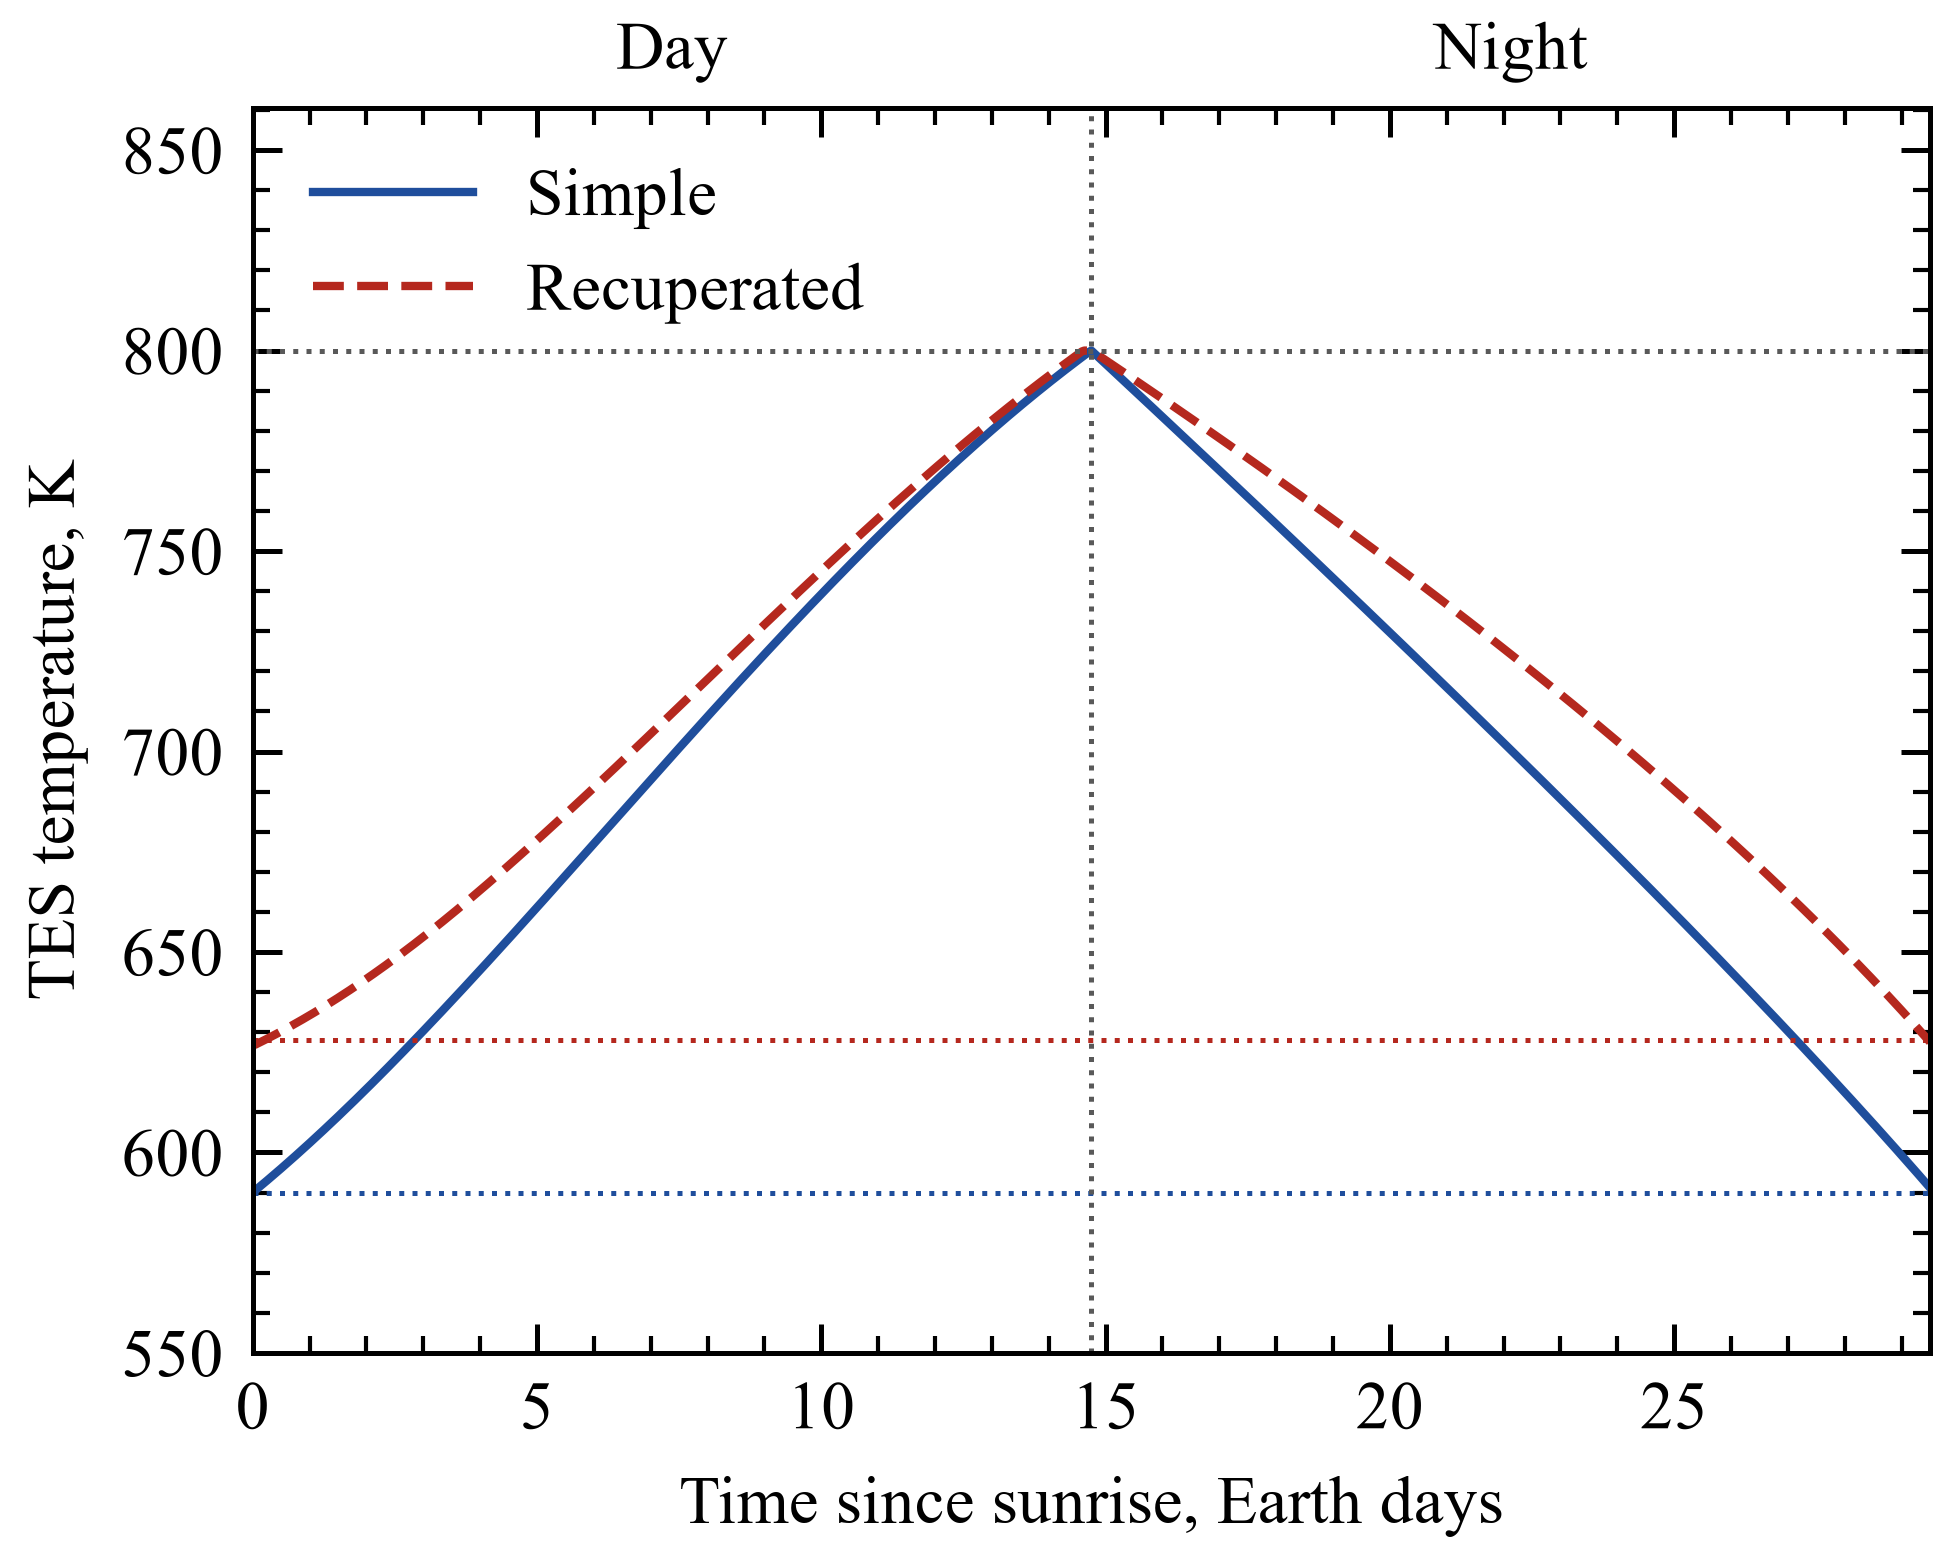 Day
Night
850
800
750
700
650
600
550
TES temperature, K
Simple
Recuperated
0
5
10
15
20
25
Time since sunrise, Earth days